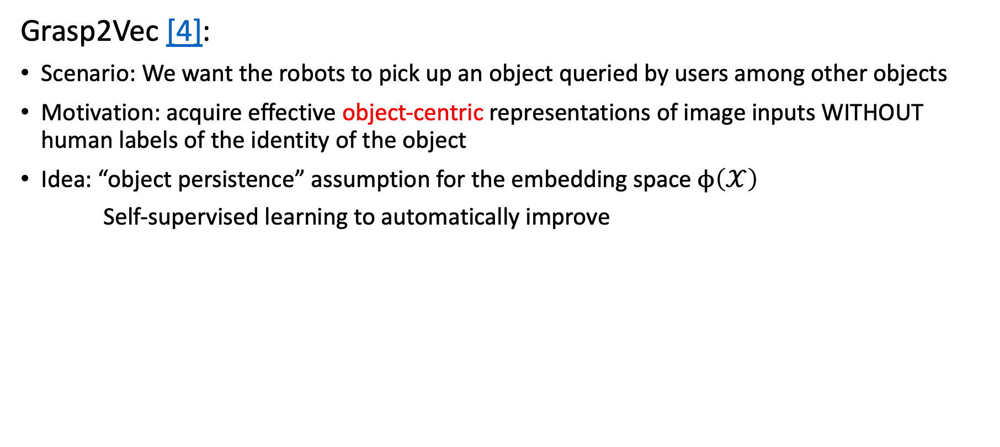 Grasp2Vec [4]:
• Scenario: We want the robots to pick up an object queried by users among other objects
• Motivation: acquire effective object-centric representations of image inputs WITHOUT
human labels of the identity of the object
• Idea: “object persistence” assumption for the embedding space ϕ(𝒳)
Self-supervised learning to automatically improve